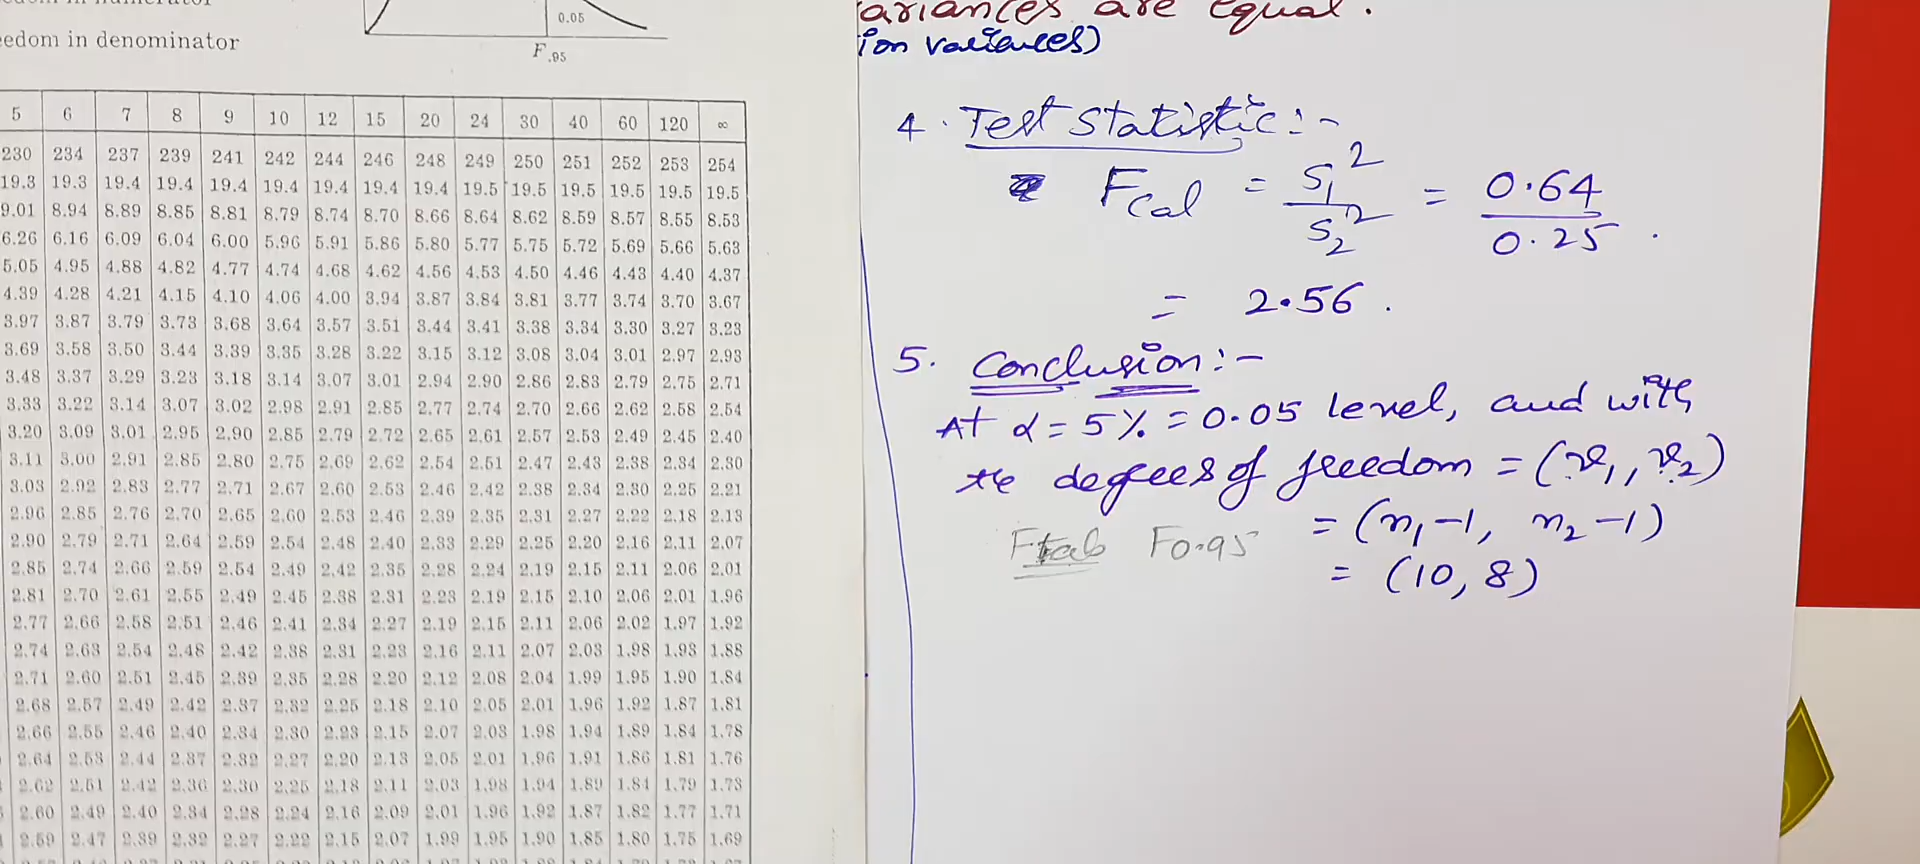 edom in numerator
eedom in denominator
0.05
F.95
5 6 7 8 9 10 12 15 20 24 30 40 60 120 ∞
230 234 237 239 241 242 244 246 248 249 250 251 252 253 254
19.3 19.3 19.4 19.4 19.4 19.4 19.4 19.4 19.4 19.5 19.5 19.5 19.5 19.5 19.5
9.01 8.94 8.89 8.85 8.81 8.79 8.74 8.70 8.66 8.64 8.62 8.59 8.57 8.55 8.53
6.26 6.16 6.09 6.04 6.00 5.96 5.91 5.86 5.80 5.77 5.75 5.72 5.69 5.66 5.63
5.05 4.95 4.88 4.82 4.77 4.74 4.68 4.62 4.56 4.53 4.50 4.46 4.43 4.40 4.37
4.39 4.28 4.21 4.15 4.10 4.06 4.00 3.94 3.87 3.84 3.81 3.77 3.74 3.70 3.67
3.97 3.87 3.79 3.73 3.68 3.64 3.57 3.51 3.44 3.41 3.38 3.34 3.30 3.27 3.23
3.69 3.58 3.50 3.44 3.39 3.35 3.28 3.22 3.15 3.12 3.08 3.04 3.01 2.97 2.93
3.48 3.37 3.29 3.23 3.18 3.14 3.07 3.01 2.94 2.90 2.86 2.83 2.79 2.75 2.71
3.33 3.22 3.14 3.07 3.02 2.98 2.91 2.85 2.77 2.74 2.70 2.66 2.62 2.58 2.54
3.20 3.09 3.01 2.95 2.90 2.85 2.79 2.72 2.65 2.61 2.57 2.53 2.49 2.45 2.40
3.11 3.00 2.91 2.85 2.80 2.75 2.69 2.62 2.54 2.51 2.47 2.43 2.38 2.34 2.30
3.03 2.92 2.83 2.77 2.71 2.67 2.60 2.53 2.46 2.42 2.38 2.34 2.30 2.25 2.21
2.96 2.85 2.76 2.70 2.65 2.60 2.53 2.46 2.39 2.35 2.31 2.27 2.22 2.18 2.13
2.90 2.79 2.71 2.64 2.59 2.54 2.48 2.40 2.33 2.29 2.25 2.20 2.16 2.11 2.07
2.85 2.74 2.66 2.59 2.54 2.49 2.42 2.35 2.28 2.24 2.19 2.15 2.11 2.06 2.01
2.81 2.70 2.61 2.55 2.49 2.45 2.38 2.31 2.23 2.19 2.15 2.10 2.06 2.01 1.96
2.77 2.66 2.58 2.51 2.46 2.41 2.34 2.27 2.19 2.15 2.11 2.06 2.02 1.97 1.92
2.74 2.63 2.54 2.48 2.42 2.38 2.31 2.23 2.16 2.11 2.07 2.03 1.98 1.93 1.88
2.71 2.60 2.51 2.45 2.39 2.35 2.28 2.20 2.12 2.08 2.04 1.99 1.95 1.90 1.84
2.68 2.57 2.49 2.42 2.37 2.32 2.25 2.18 2.10 2.05 2.01 1.96 1.92 1.87 1.81
2.66 2.55 2.46 2.40 2.34 2.30 2.23 2.15 2.07 2.03 1.98 1.94 1.89 1.84 1.78
2.64 2.53 2.44 2.37 2.32 2.27 2.20 2.13 2.05 2.01 1.96 1.91 1.86 1.81 1.76
2.62 2.51 2.42 2.36 2.30 2.25 2.18 2.11 2.03 1.98 1.94 1.89 1.84 1.79 1.73
2.60 2.49 2.40 2.34 2.28 2.24 2.16 2.09 2.01 1.96 1.92 1.87 1.82 1.77 1.71
2.59 2.47 2.39 2.32 2.27 2.22 2.15 2.07 1.99 1.95 1.90 1.85 1.80 1.75 1.69
ariances are equal.
ion variances)
4. Test statistic:-
Fcal = s₁²/s₂² = 0.64/0.25.
= 2.56.
5. Conclusion:-
At α = 5% = 0.05 level, and with
the degrees of freedom = (ϑ₁, ϑ₂)
= (n₁-1, n₂-1)
Ftab F0.95
= (10, 8)